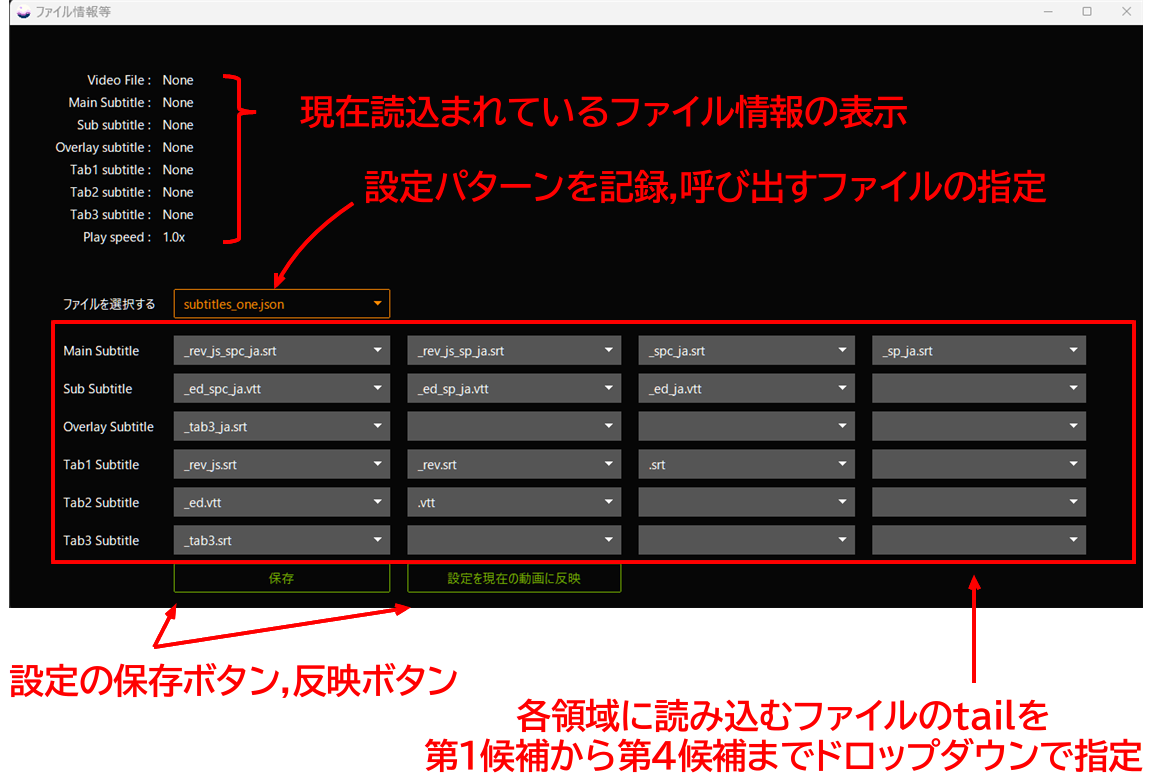 ファイル情報等
Video File : None
Main Subtitle : None
Sub subtitle : None
Overlay subtitle : None
Tab1 subtitle : None
Tab2 subtitle : None
Tab3 subtitle : None
Play speed : 1.0x
現在読込まれているファイル情報の表示
設定パターンを記録,呼び出すファイルの指定
ファイルを選択する subtitles_one.json
Main Subtitle _rev_js_spc_ja.srt _rev_js_sp_ja.srt _spc_ja.srt _sp_ja.srt
Sub Subtitle _ed_spc_ja.vtt _ed_sp_ja.vtt _ed_ja.vtt
Overlay Subtitle _tab3_ja.srt
Tab1 Subtitle _rev_js.srt _rev.srt .srt
Tab2 Subtitle _ed.vtt .vtt
Tab3 Subtitle _tab3.srt
保存 設定を現在の動画に反映
設定の保存ボタン,反映ボタン
各領域に読み込むファイルのtailを
第1候補から第4候補までドロップダウンで指定